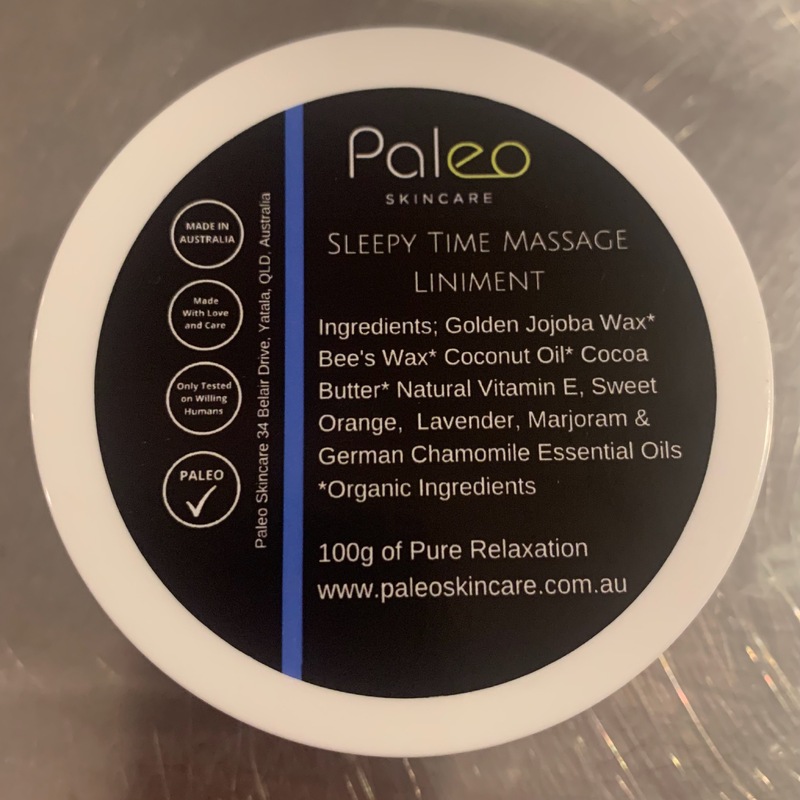 Paleo
SKINCARE
SLEEPY TIME MASSAGE
LINIMENT
Ingredients; Golden Jojoba Wax*
Bee's Wax* Coconut Oil* Cocoa
Butter* Natural Vitamin E, Sweet
Orange, Lavender, Marjoram &
German Chamomile Essential Oils
*Organic Ingredients
100g of Pure Relaxation
www.paleoskincare.com.au
MADE IN
AUSTRALIA
Made
With Love
and Care
Only Tested
on Willing
Humans
PALEO
Paleo Skincare 34 Belair Drive, Yatala, QLD, Australia